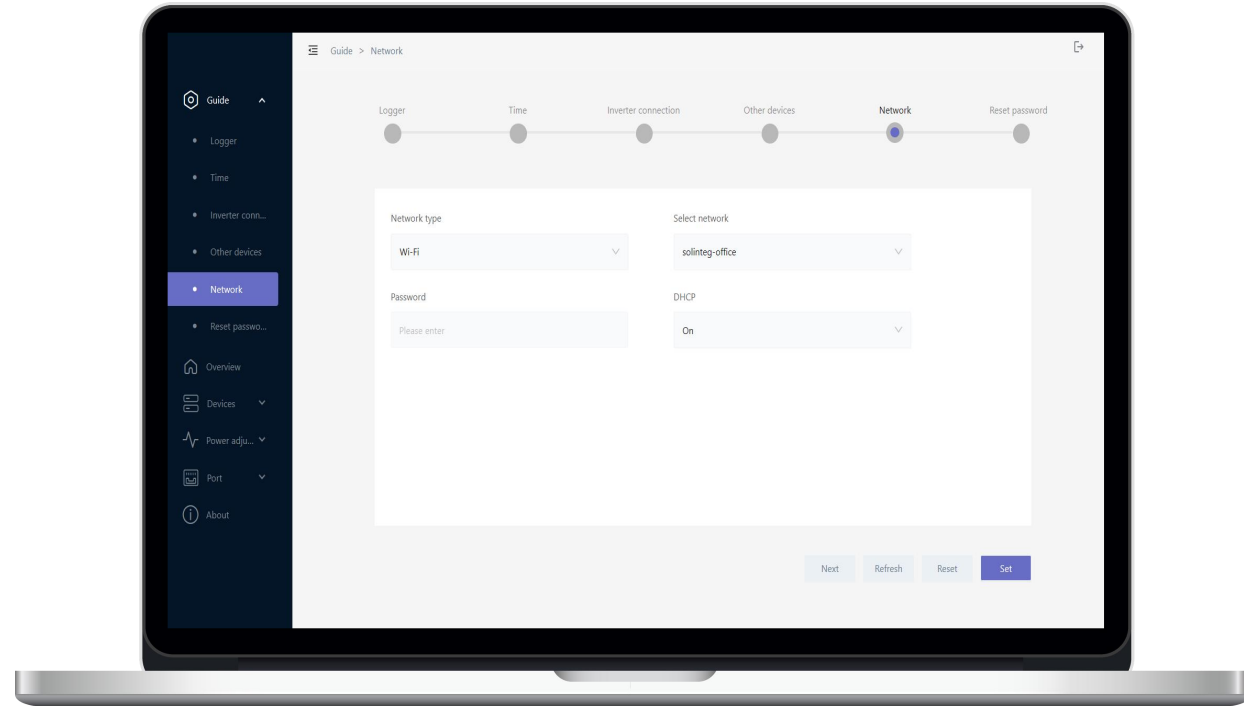 Guide > Network
Guide
Logger
Time
Inverter conn...
Other devices
Network
Reset passwo...
Overview
Devices
Power adju...
Port
About
Logger
Time
Inverter connection
Other devices
Network
Reset password
Network type
Select network
Wi-Fi
solinteg-office
Password
DHCP
Please enter
On
Next
Refresh
Reset
Set